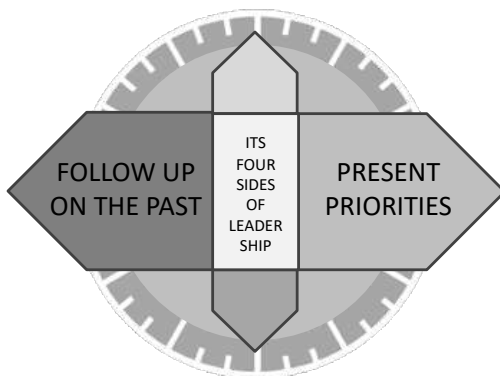 FOLLOW UP
ON THE PAST
ITS
FOUR
SIDES
OF
LEADER
SHIP
PRESENT
PRIORITIES